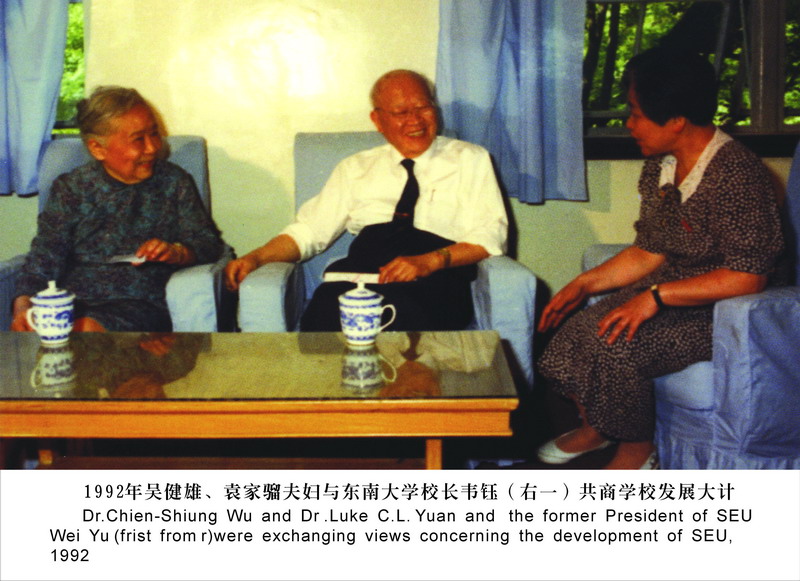 1992年吴健雄、袁家骝夫妇与东南大学校长韦钰（右一）共商学校发展大计
Dr.Chien-Shiung Wu and Dr .Luke C.L. Yuan and the former President of SEU
Wei Yu (frist from r)were exchanging views concerning the development of SEU,
1992